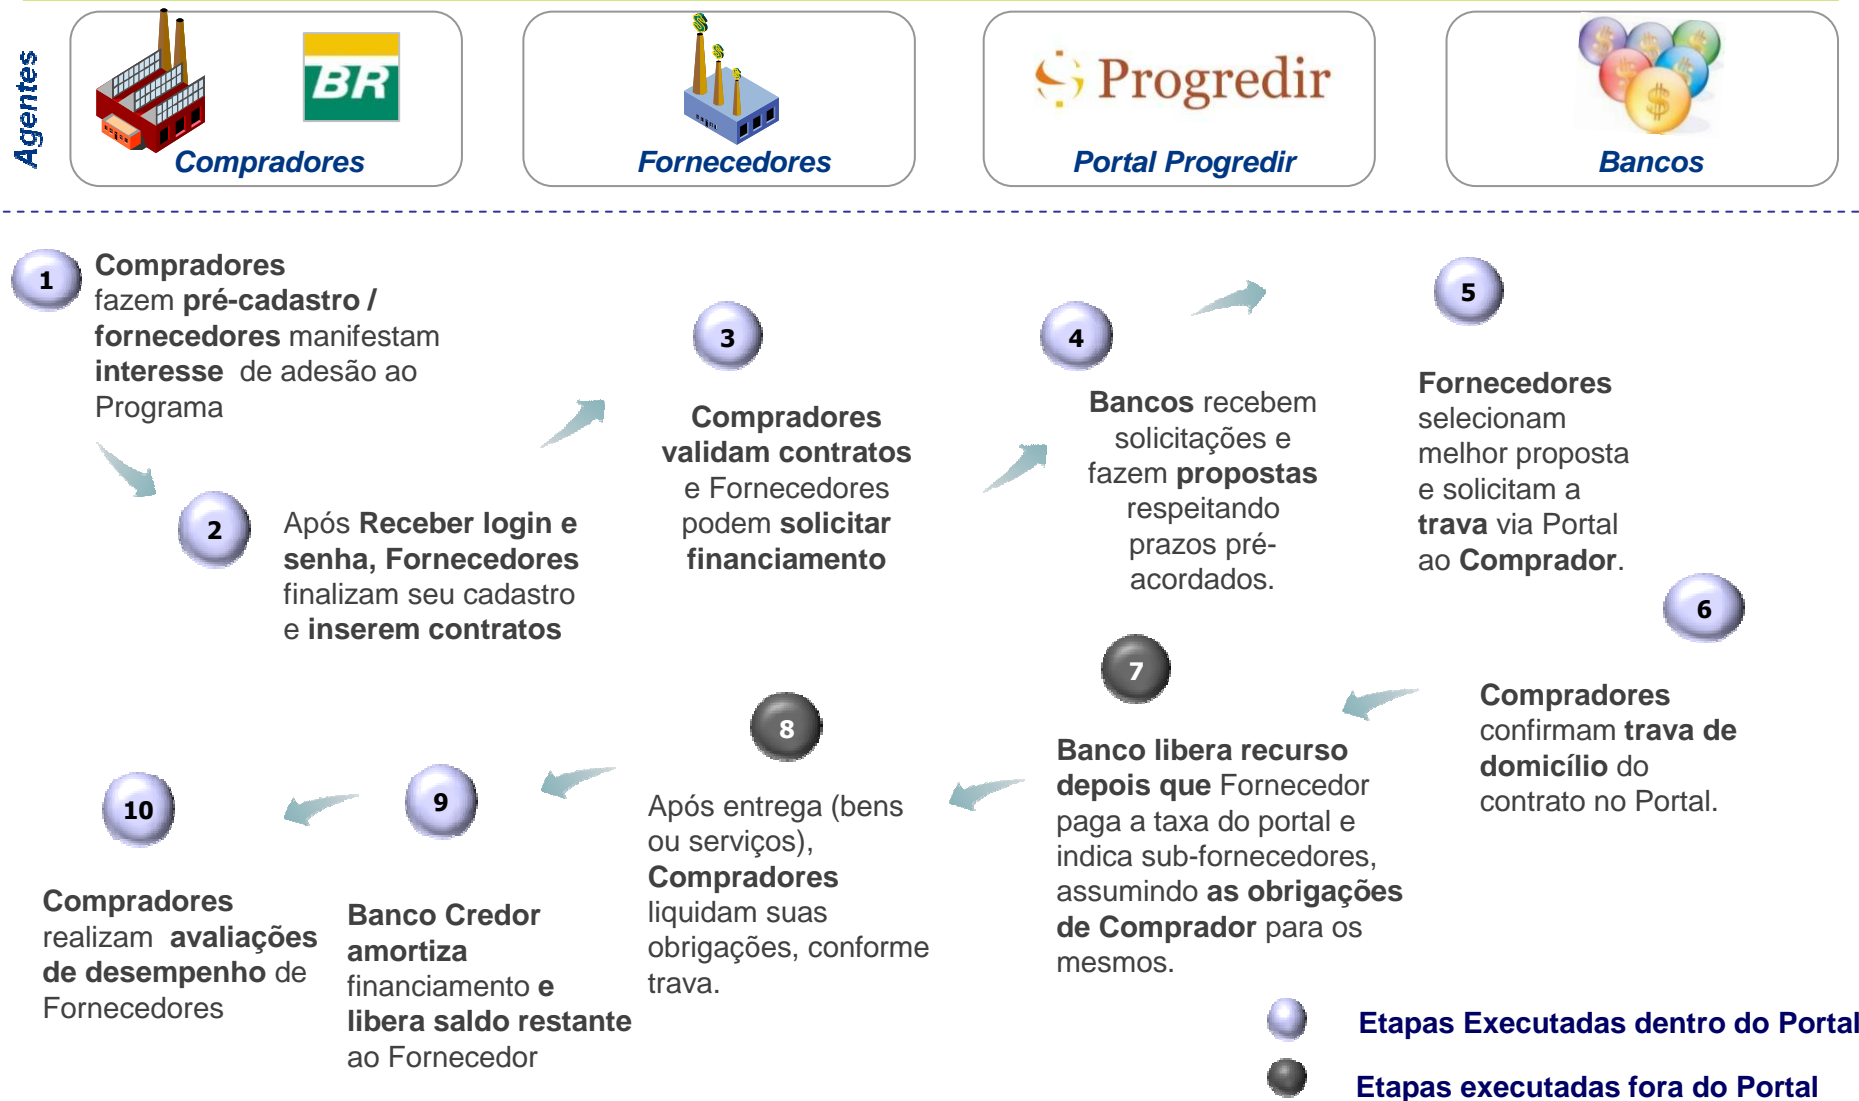 Agentes
BR
Compradores
Fornecedores
Progredir
Portal Progredir
Bancos
1
Compradores
fazem pré-cadastro /
fornecedores manifestam
interesse de adesão ao
Programa
2
Após Receber login e
senha, Fornecedores
finalizam seu cadastro
e inserem contratos
3
Compradores
validam contratos
e Fornecedores
podem solicitar
financiamento
4
Bancos recebem
solicitações e
fazem propostas
respeitando
prazos pré-
acordados.
5
Fornecedores
selecionam
melhor proposta
e solicitam a
trava via Portal
ao Comprador.
6
Compradores
confirmam trava de
domicílio do
contrato no Portal.
7
Banco libera recurso
depois que Fornecedor
paga a taxa do portal e
indica sub-fornecedores,
assumindo as obrigações
de Comprador para os
mesmos.
8
Após entrega (bens
ou serviços),
Compradores
liquidam suas
obrigações, conforme
trava.
9
Banco Credor
amortiza
financiamento e
libera saldo restante
ao Fornecedor
10
Compradores
realizam avaliações
de desempenho de
Fornecedores
Etapas Executadas dentro do Portal
Etapas executadas fora do Portal